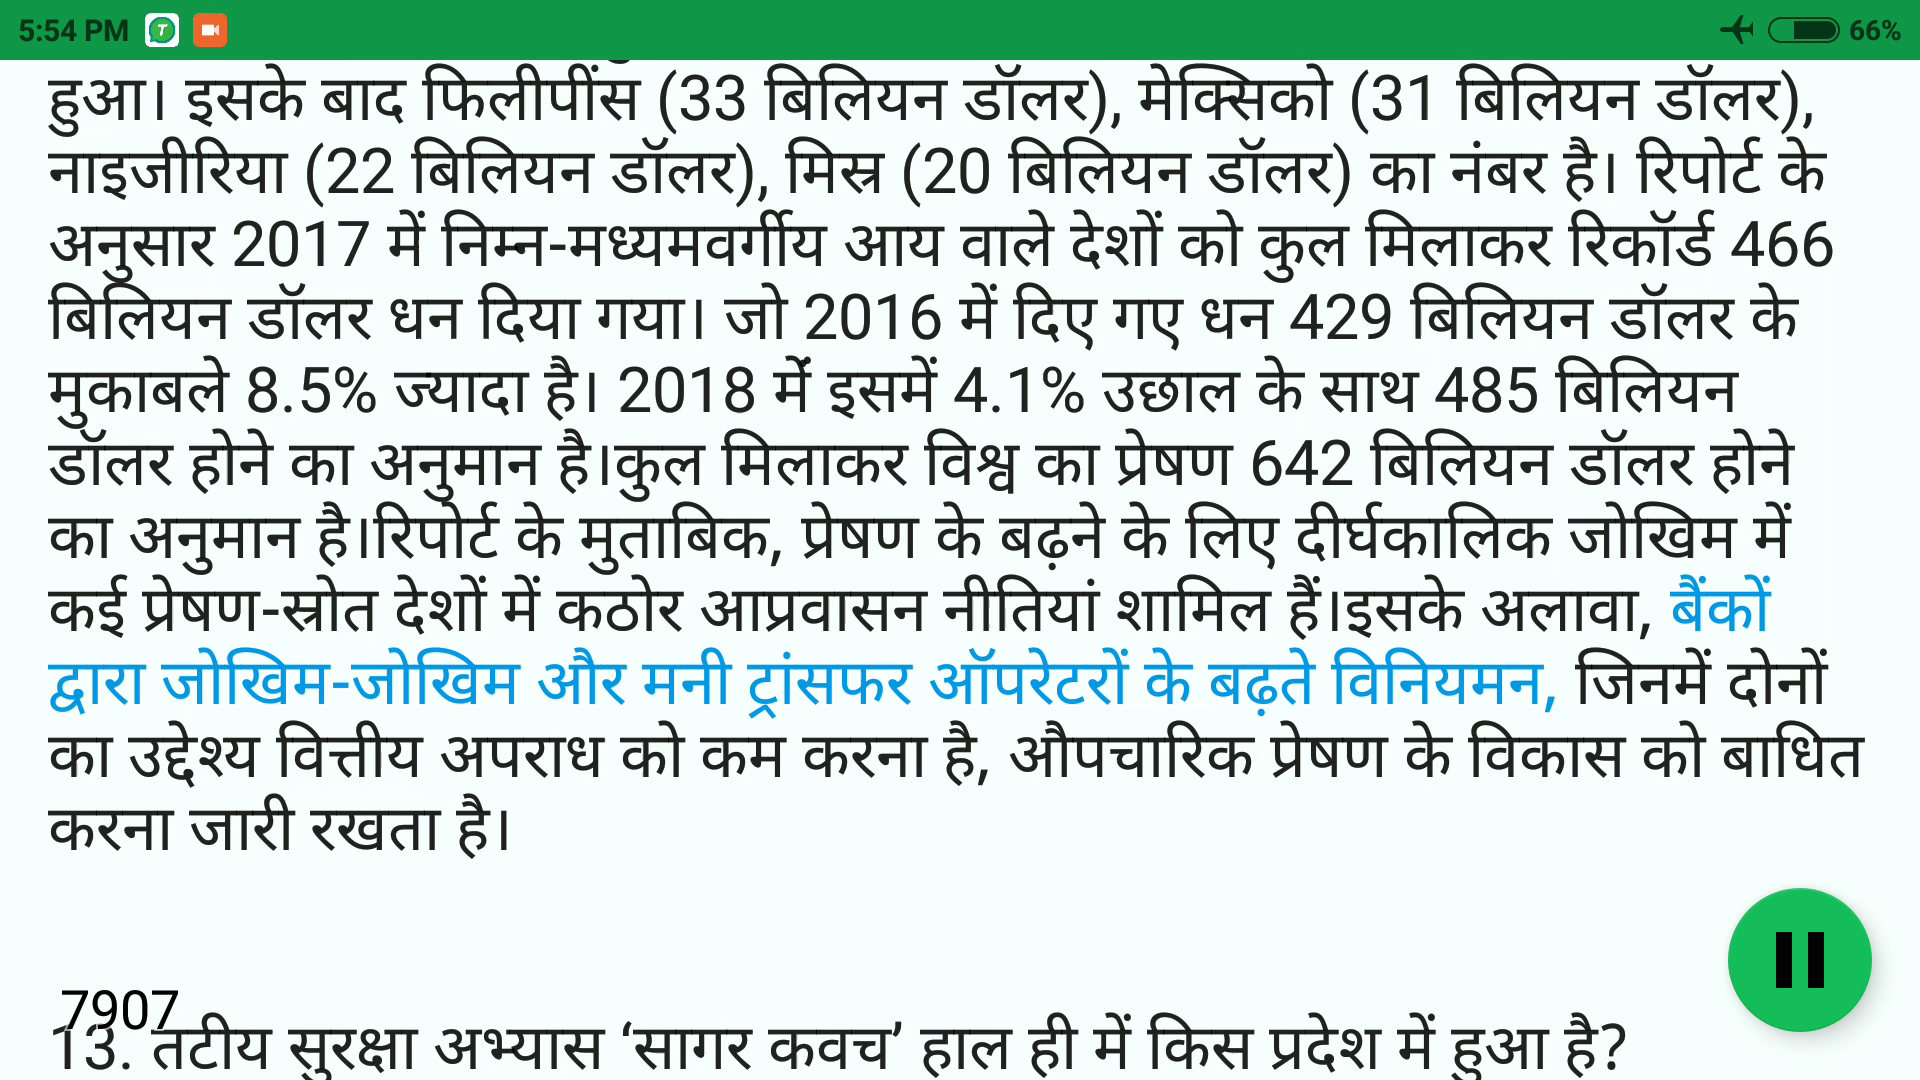 5:54 PM 66%
हुआ। इसके बाद फिलीपींस (33 बिलियन डॉलर), मेक्सिको (31 बिलियन डॉलर),
नाइजीरिया (22 बिलियन डॉलर), मिस्र (20 बिलियन डॉलर) का नंबर है। रिपोर्ट के
अनुसार 2017 में निम्न-मध्यमवर्गीय आय वाले देशों को कुल मिलाकर रिकॉर्ड 466
बिलियन डॉलर धन दिया गया। जो 2016 में दिए गए धन 429 बिलियन डॉलर के
मुकाबले 8.5% ज्यादा है। 2018 में इसमें 4.1% उछाल के साथ 485 बिलियन
डॉलर होने का अनुमान है।कुल मिलाकर विश्व का प्रेषण 642 बिलियन डॉलर होने
का अनुमान है।रिपोर्ट के मुताबिक, प्रेषण के बढ़ने के लिए दीर्घकालिक जोखिम में
कई प्रेषण-स्रोत देशों में कठोर आप्रवासन नीतियां शामिल हैं।इसके अलावा, बैंकों
द्वारा जोखिम-जोखिम और मनी ट्रांसफर ऑपरेटरों के बढ़ते विनियमन, जिनमें दोनों
का उद्देश्य वित्तीय अपराध को कम करना है, औपचारिक प्रेषण के विकास को बाधित
करना जारी रखता है।
7907
13. तटीय सुरक्षा अभ्यास ‘सागर कवच’ हाल ही में किस प्रदेश में हुआ है?